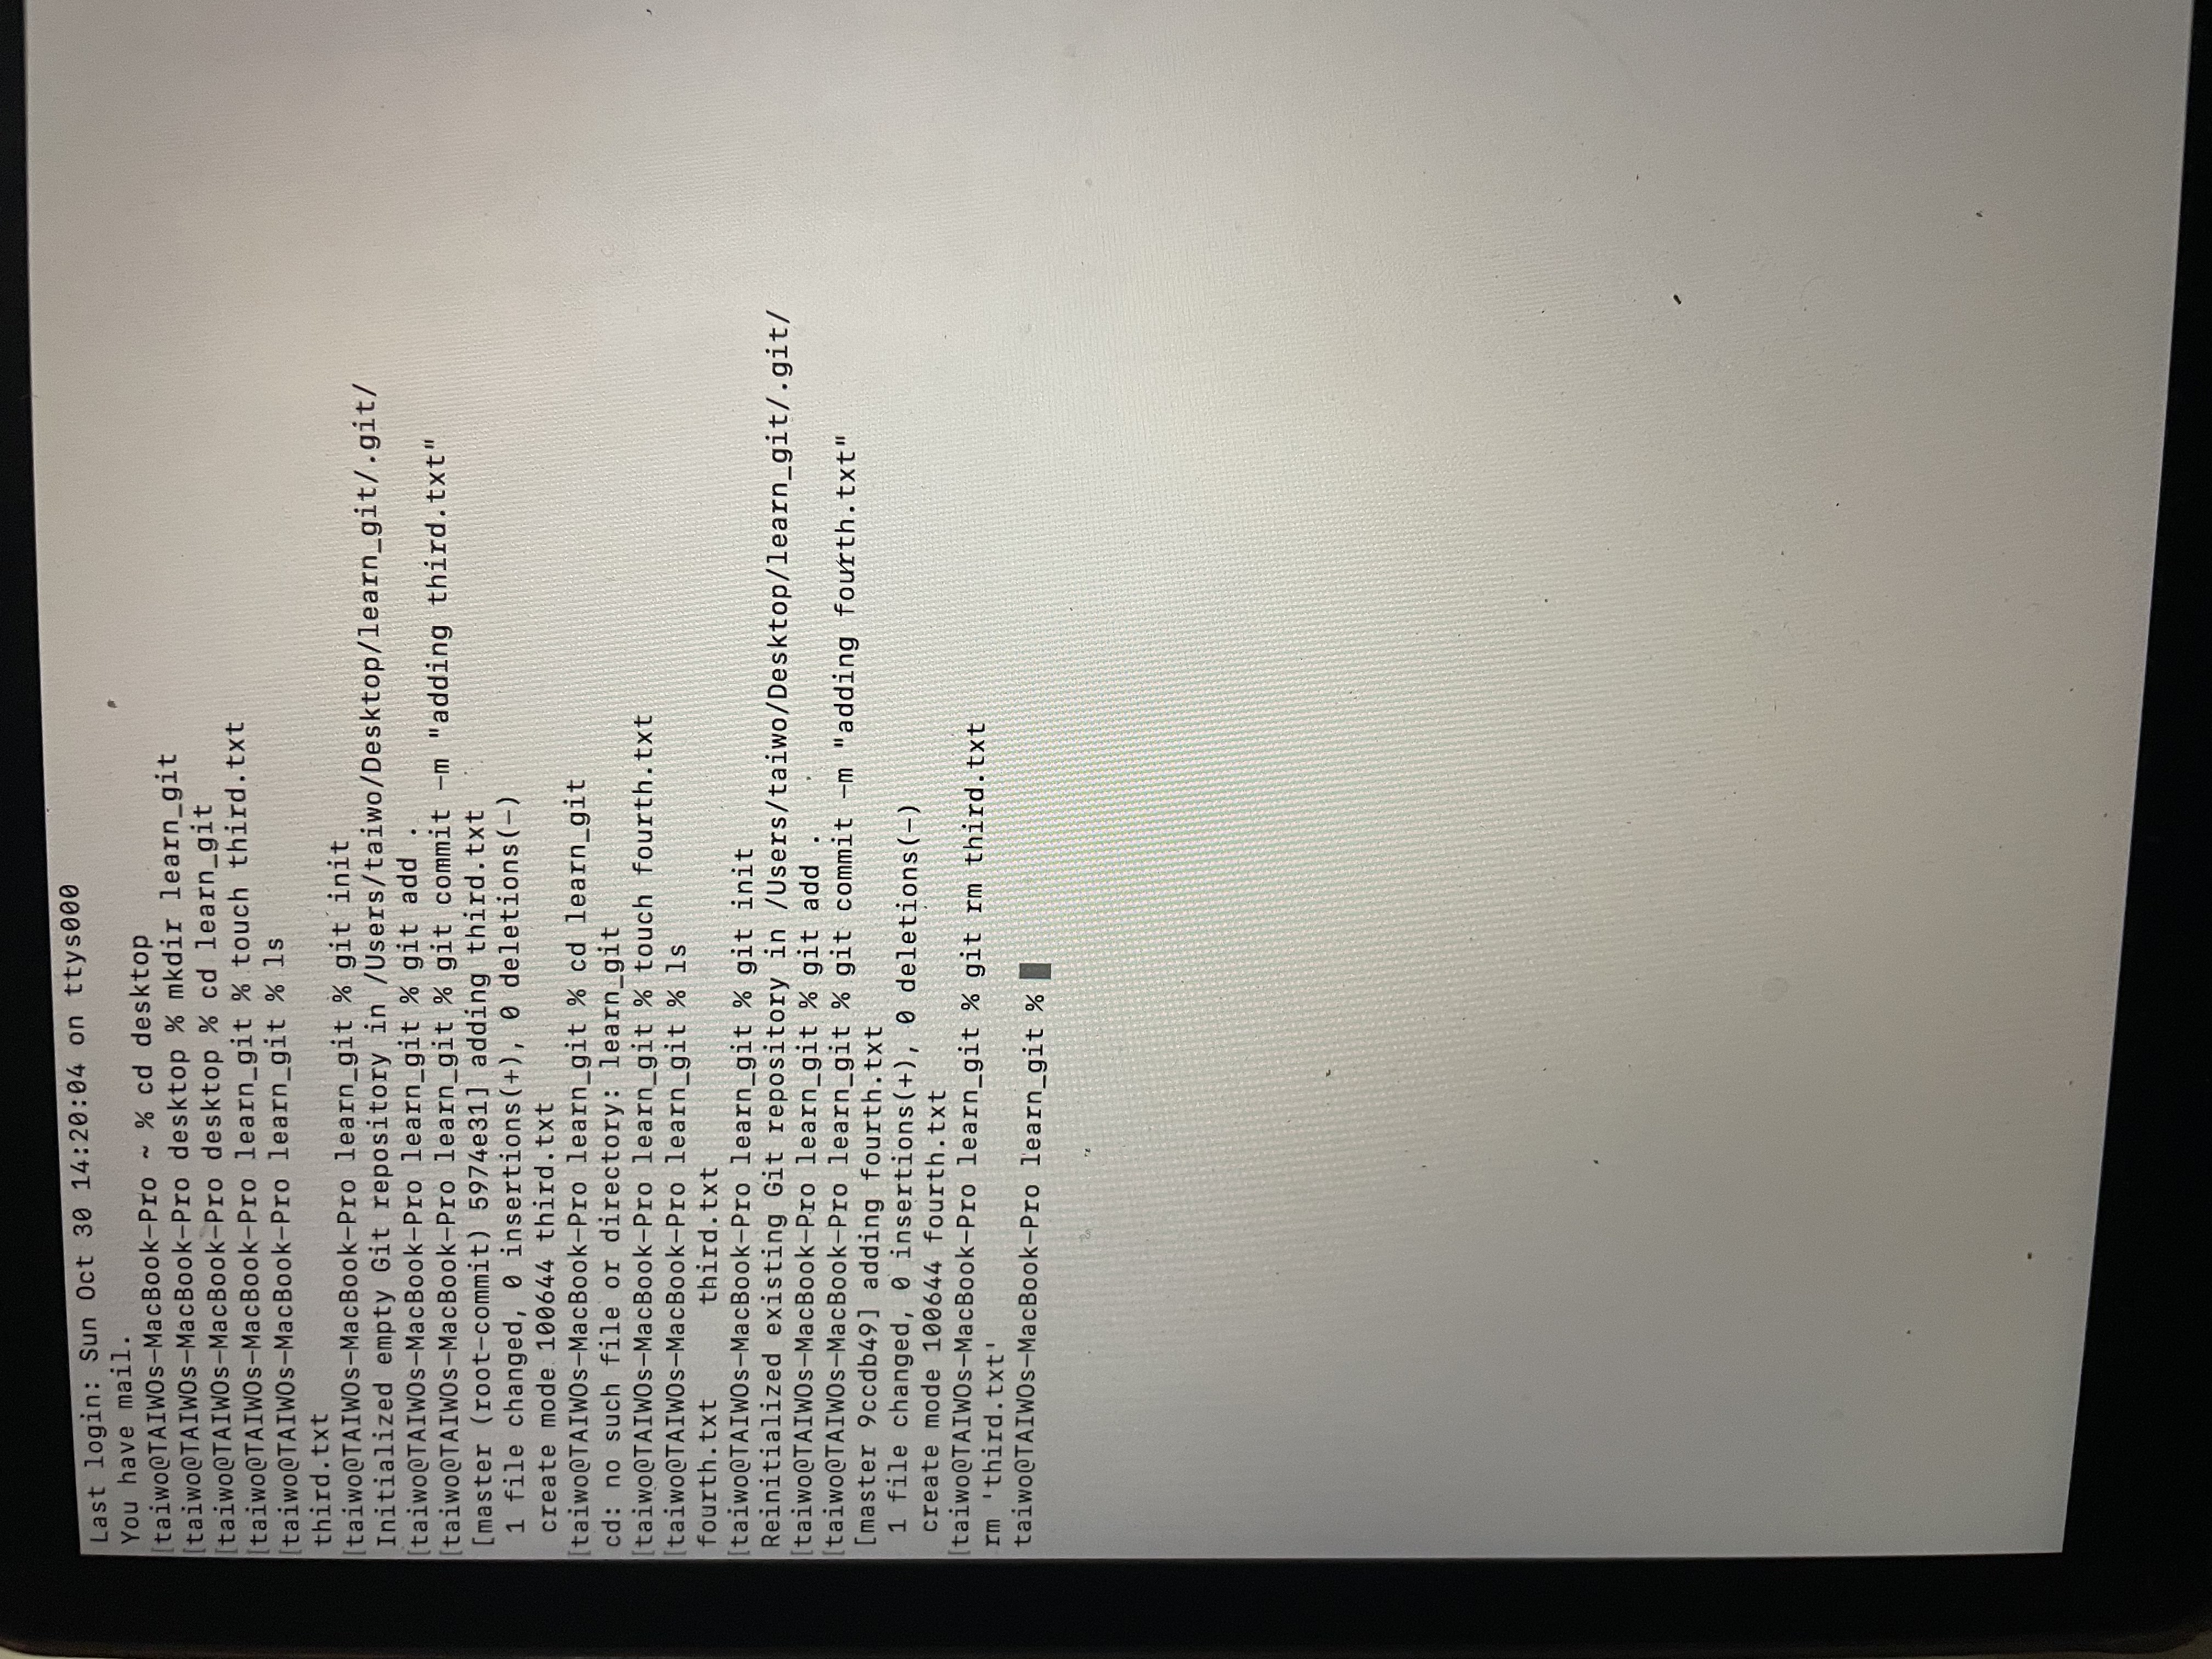 Last login: Sun Oct 30 14:20:04 on ttys000
You have mail.
[taiwo@TAIWOs-MacBook-Pro ~ % cd desktop
[taiwo@TAIWOs-MacBook-Pro desktop % mkdir learn_git
[taiwo@TAIWOs-MacBook-Pro desktop % cd learn_git
[taiwo@TAIWOs-MacBook-Pro learn_git % touch third.txt
[taiwo@TAIWOs-MacBook-Pro learn_git % ls
third.txt
[taiwo@TAIWOs-MacBook-Pro learn_git % git init
Initialized empty Git repository in /Users/taiwo/Desktop/learn_git/.git/
[taiwo@TAIWOs-MacBook-Pro learn_git % git add .
[taiwo@TAIWOs-MacBook-Pro learn_git % git commit -m "adding third.txt"
[master (root-commit) 5974e31] adding third.txt
 1 file changed, 0 insertions(+), 0 deletions(-)
 create mode 100644 third.txt
[taiwo@TAIWOs-MacBook-Pro learn_git % cd learn_git
cd: no such file or directory: learn_git
[taiwo@TAIWOs-MacBook-Pro learn_git % touch fourth.txt
[taiwo@TAIWOs-MacBook-Pro learn_git % ls
fourth.txt      third.txt
[taiwo@TAIWOs-MacBook-Pro learn_git % git init
Reinitialized existing Git repository in /Users/taiwo/Desktop/learn_git/.git/
[taiwo@TAIWOs-MacBook-Pro learn_git % git add .
[taiwo@TAIWOs-MacBook-Pro learn_git % git commit -m "adding fourth.txt"
[master 9ccdb49] adding fourth.txt
 1 file changed, 0 insertions(+), 0 deletions(-)
 create mode 100644 fourth.txt
[taiwo@TAIWOs-MacBook-Pro learn_git % git rm third.txt
rm 'third.txt'
taiwo@TAIWOs-MacBook-Pro learn_git %